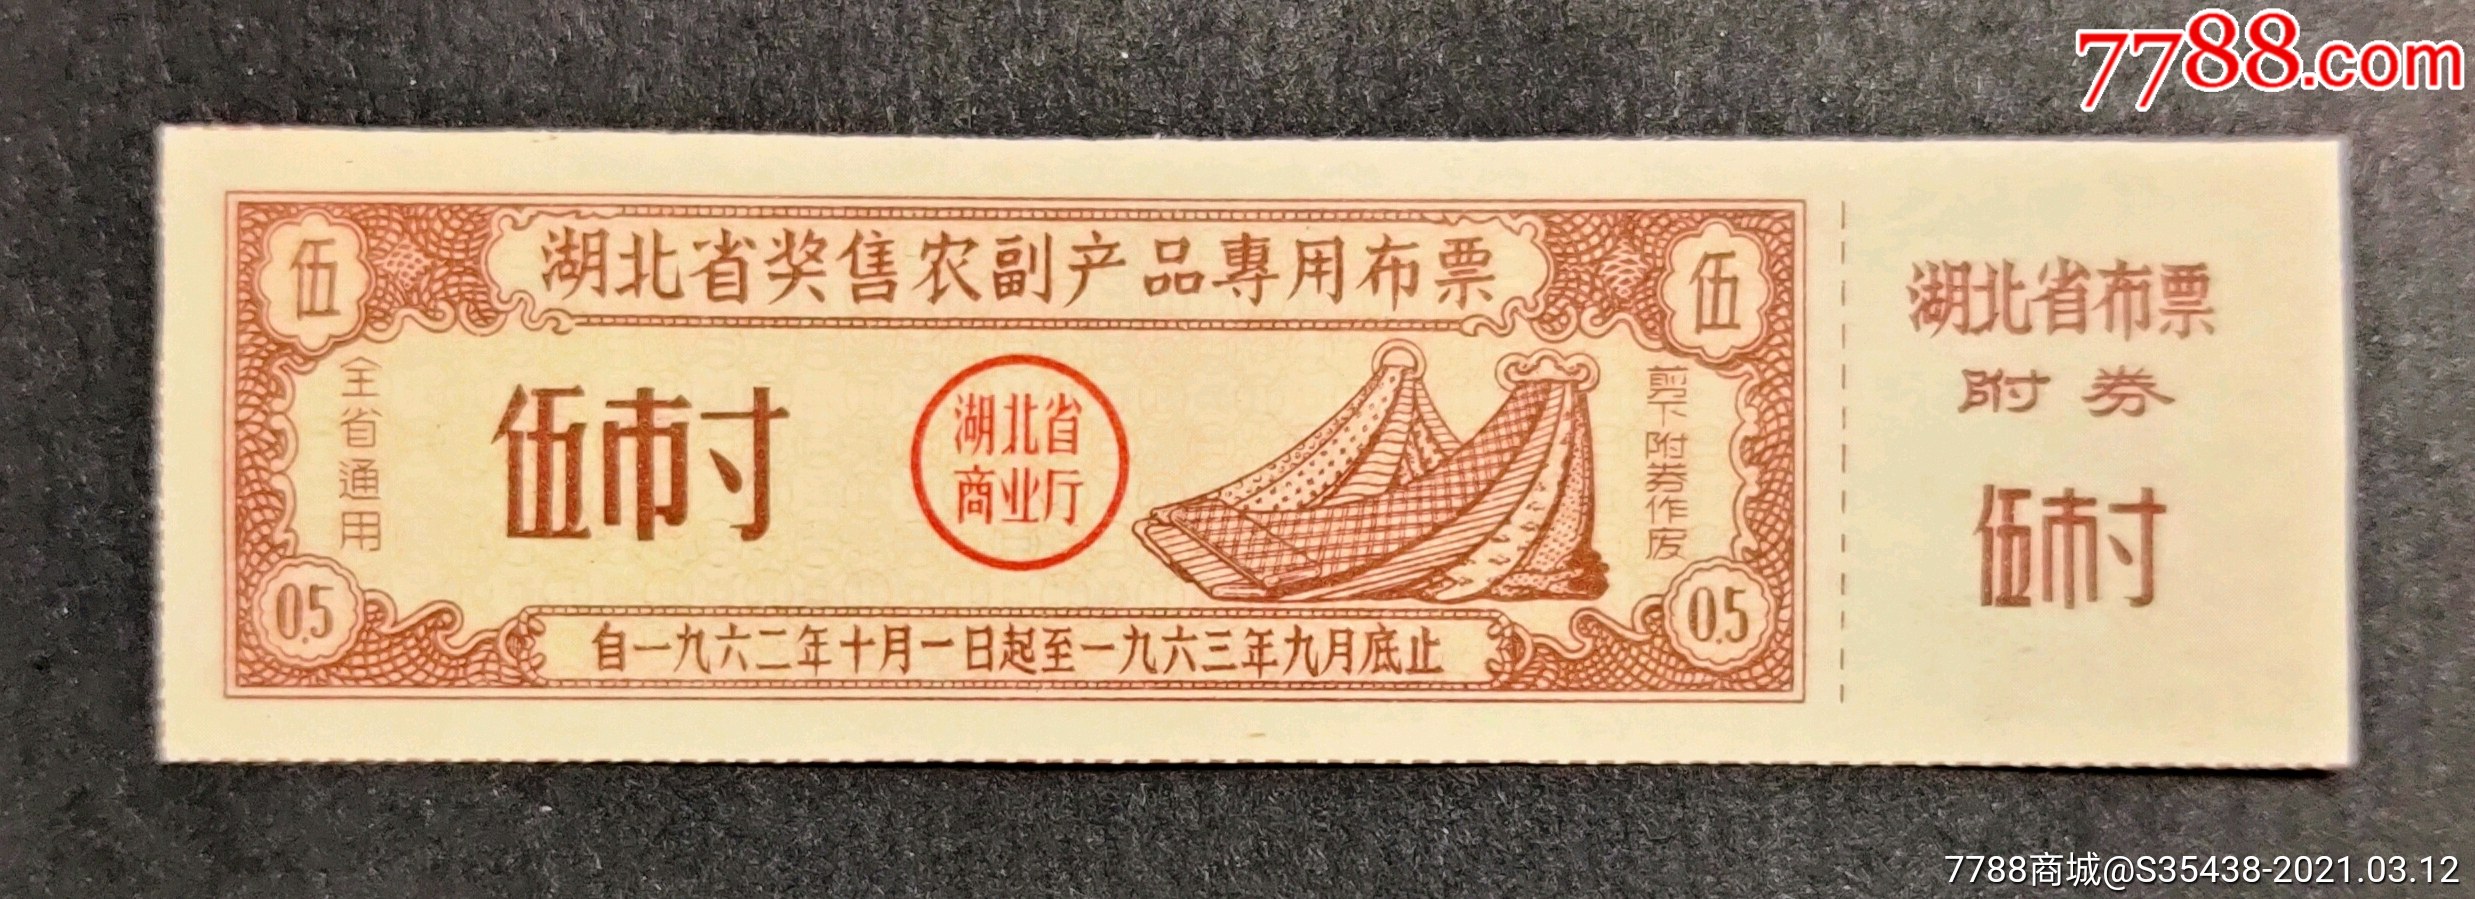 7788.com
湖北省奖售农副产品專用布票
伍
伍
全省通用
伍市寸
湖北省
商业厅
剪下附券作废
0.5
0.5
自一九六二年十月一日起至一九六三年九月底止
湖北省布票
附券
伍市寸
7788商城@S35438-2021.03.12